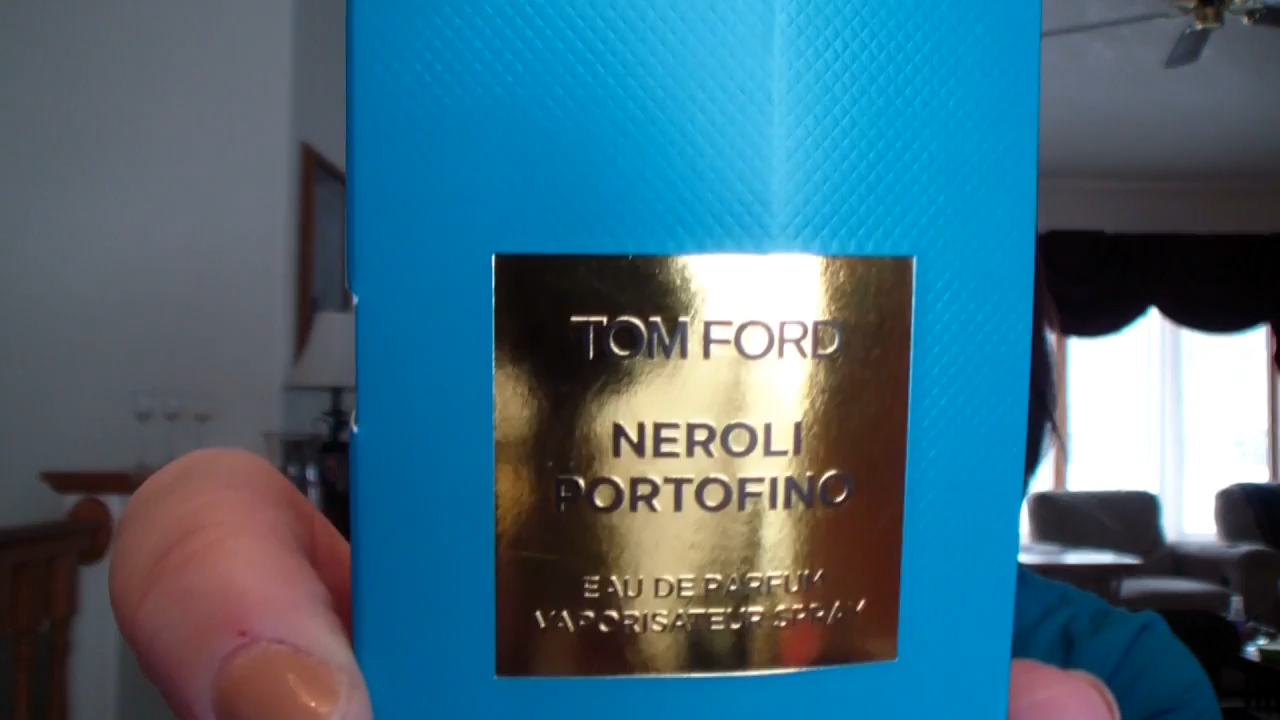 TOM FORD
NEROLI
PORTOFINO
EAU DE PARFUM
VAPORISATEUR SPRAY